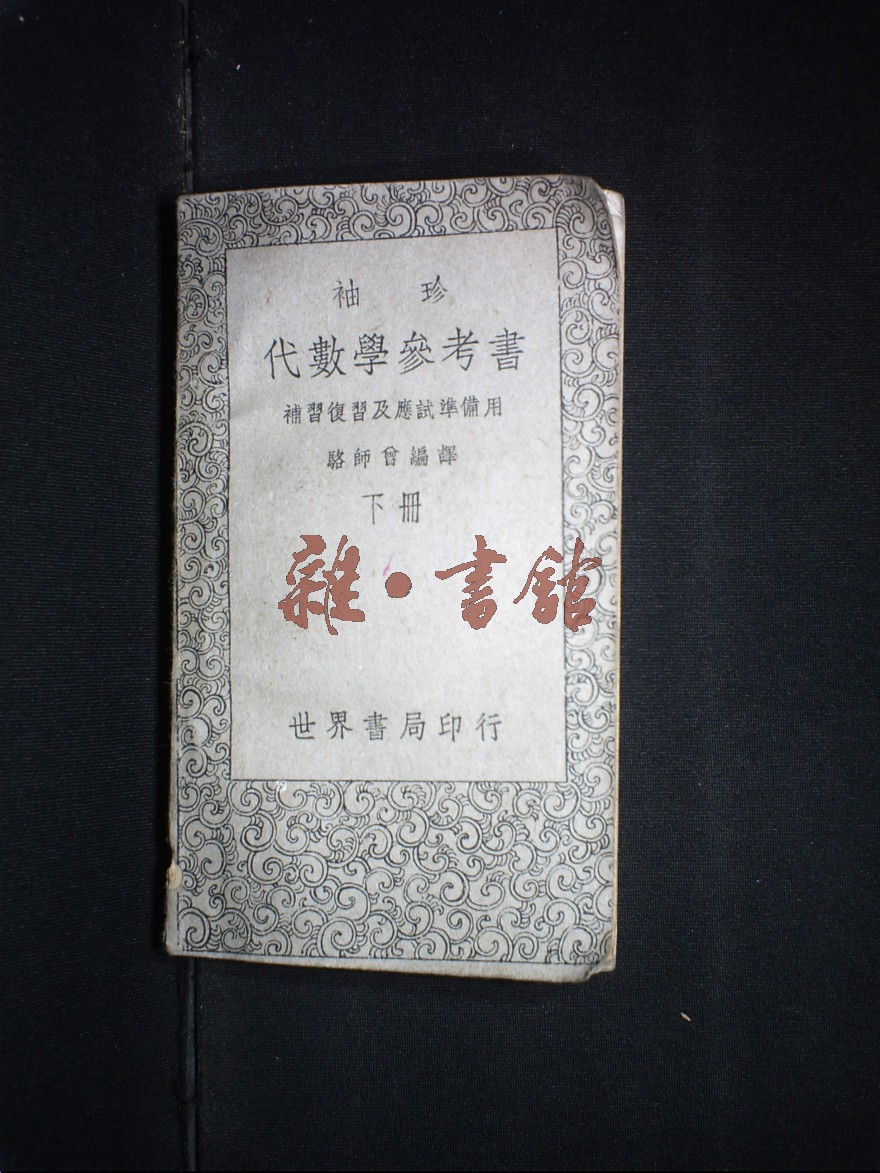 袖珍
代數學參考書
補習復習及應試準備用
駱師曾編譯
下冊
雜·書館
世界書局印行